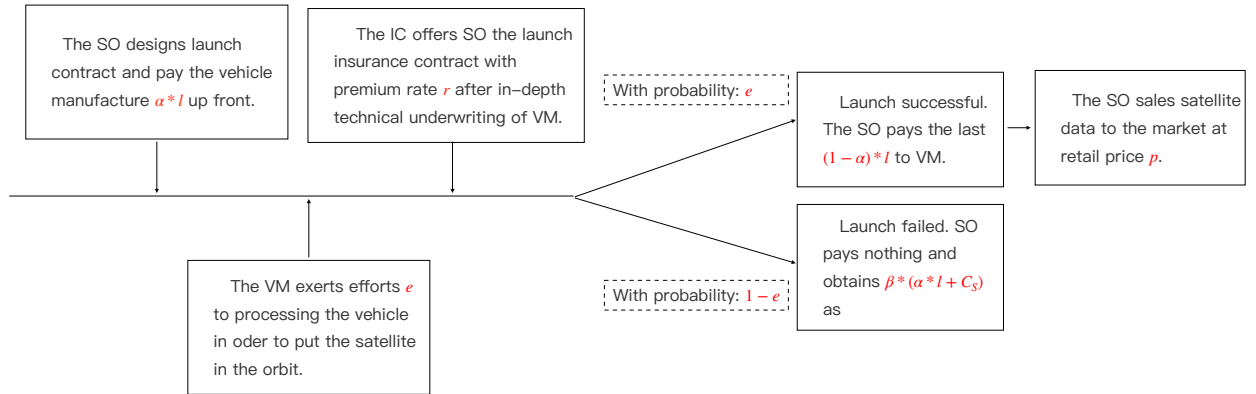 The SO designs launch
contract and pay the vehicle
manufacture α * l up front.
The IC offers SO the launch
insurance contract with
premium rate r after in-depth
technical underwriting of VM.
The VM exerts efforts e
to processing the vehicle
in oder to put the satellite
in the orbit.
With probability: e
Launch successful.
The SO pays the last
(1 − α) * l to VM.
The SO sales satellite
data to the market at
retail price p.
With probability: 1 − e
Launch failed. SO
pays nothing and
obtains β * (α * l + C_S)
as